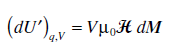 (dU′)q,V = Vμ₀𝓗 dM